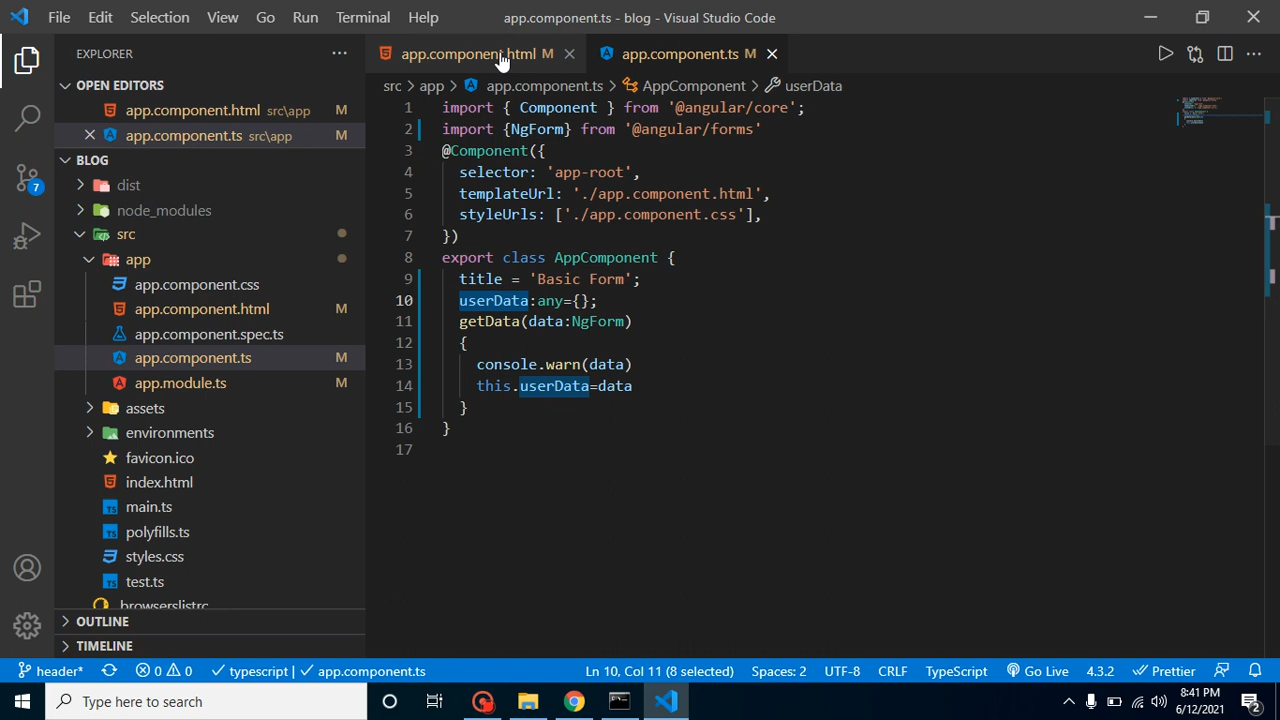 File Edit Selection View Go Run Terminal Help app.component.ts - blog - Visual Studio Code
EXPLORER
OPEN EDITORS
app.component.html src\app M
app.component.ts src\app M
BLOG
dist
node_modules
src
app
app.component.css
app.component.html M
app.component.spec.ts
app.component.ts M
app.module.ts M
assets
environments
favicon.ico
index.html
main.ts
polyfills.ts
styles.css
test.ts
browserslistrc
OUTLINE
TIMELINE
7
app.component.html M app.component.ts M
src app app.component.ts AppComponent userData
1 import { Component } from '@angular/core';
2 import {NgForm} from '@angular/forms'
3 @Component({
4 selector: 'app-root',
5 templateUrl: './app.component.html',
6 styleUrls: ['./app.component.css'],
7 })
8 export class AppComponent {
9 title = 'Basic Form';
10 userData:any={};
11 getData(data:NgForm)
12 {
13 console.warn(data)
14 this.userData=data
15 }
16 }
17
header* 0 0 typescript | app.component.ts Ln 10, Col 11 (8 selected) Spaces: 2 UTF-8 CRLF TypeScript Go Live 4.3.2 Prettier
Type here to search
8:41 PM
6/12/2021
2